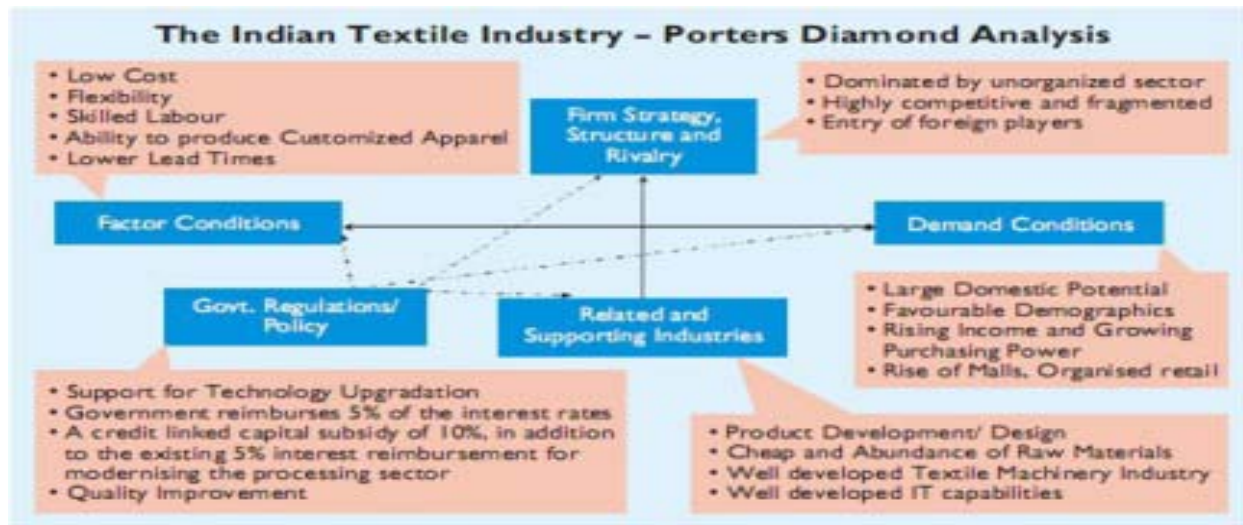 The Indian Textile Industry – Porters Diamond Analysis
• Low Cost
• Flexibility
• Skilled Labour
• Ability to produce Customized Apparel
• Lower Lead Times
Firm Strategy,
Structure and
Rivalry
• Dominated by unorganized sector
• Highly competitive and fragmented
• Entry of foreign players
Factor Conditions
Demand Conditions
Govt. Regulations/
Policy
Related and
Supporting Industries
• Large Domestic Potential
• Favourable Demographics
• Rising Income and Growing
Purchasing Power
• Rise of Malls, Organised retail
• Support for Technology Upgradation
• Government reimburses 5% of the interest rates
• A credit linked capital subsidy of 10%, in addition
to the existing 5% interest reimbursement for
modernising the processing sector
• Quality Improvement
• Product Development/ Design
• Cheap and Abundance of Raw Materials
• Well developed Textile Machinery Industry
• Well developed IT capabilities